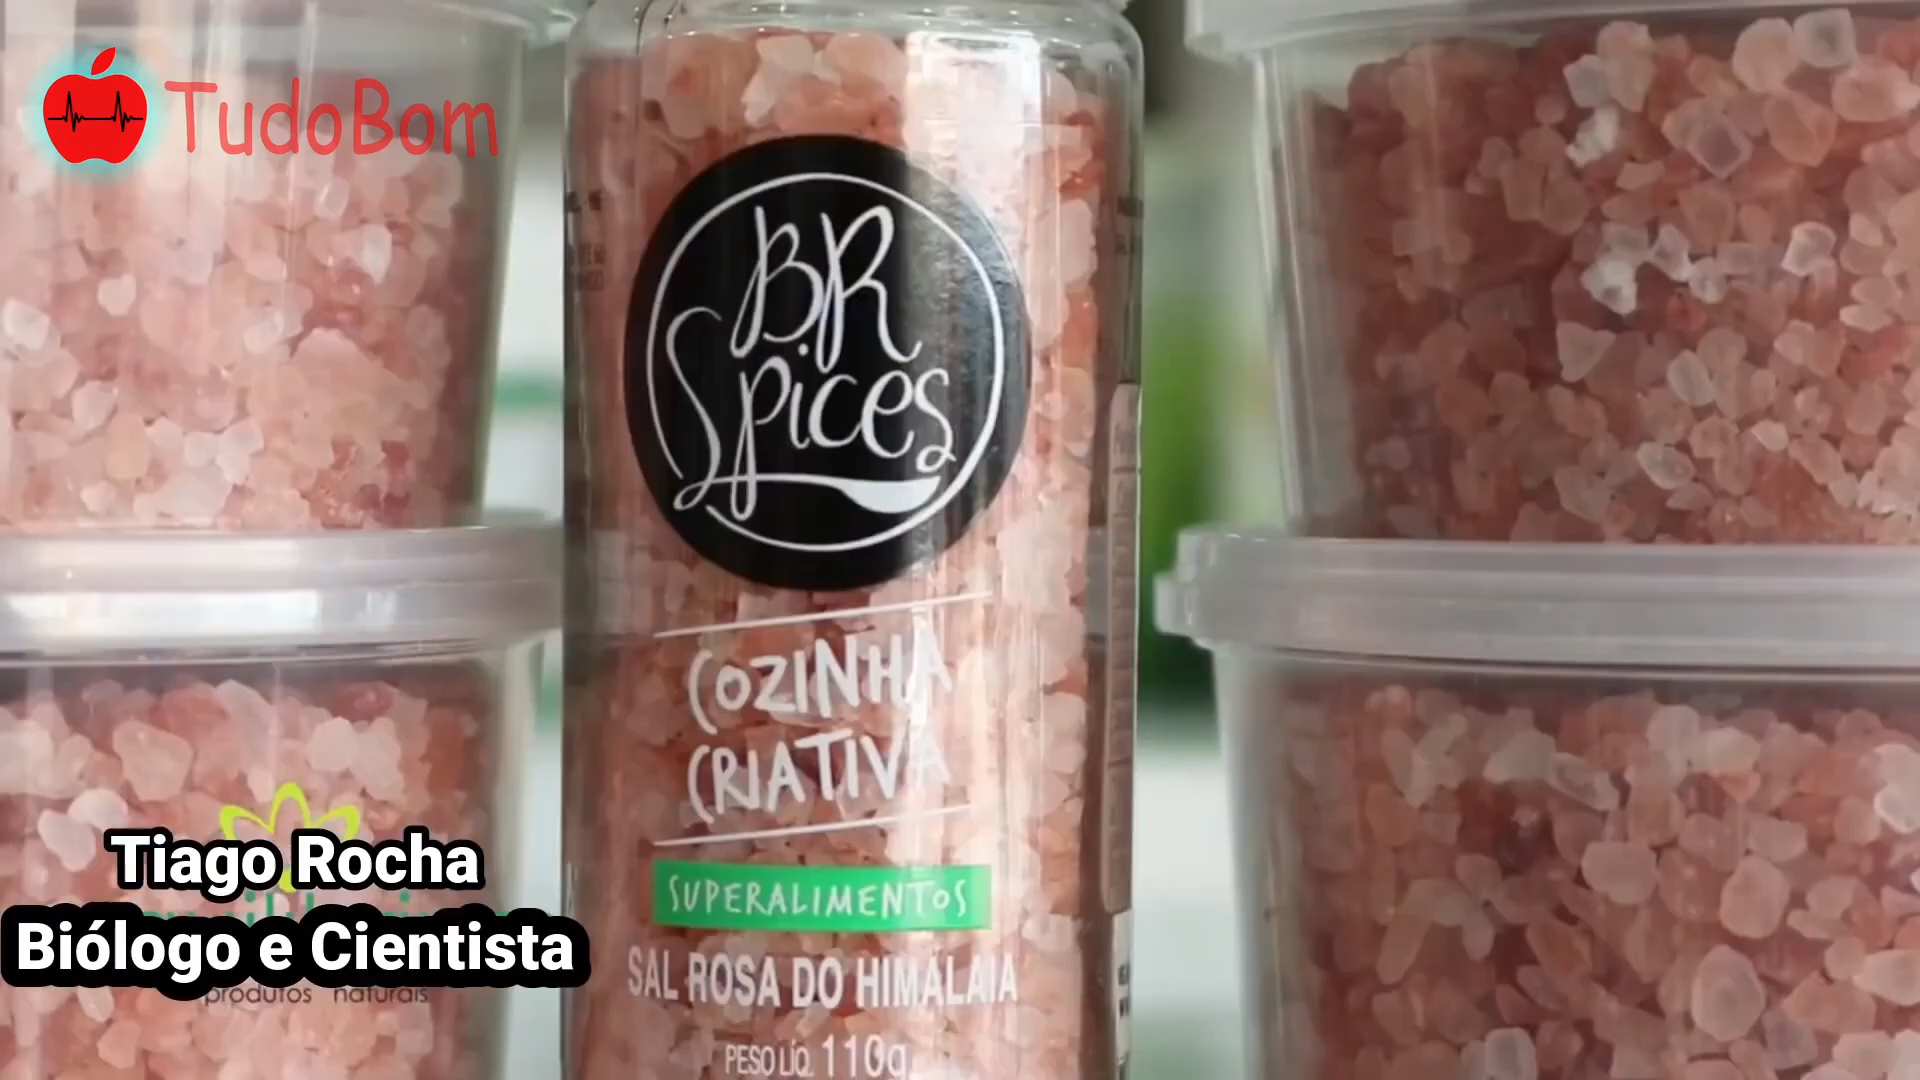 TudoBom
BR
Spices
COZINHA
CRIATIVA
SUPERALIMENTOS
SAL ROSA DO HIMALAIA
PESO LÍQ. 110g
Tiago Rocha
Biólogo e Cientista
produtos naturais